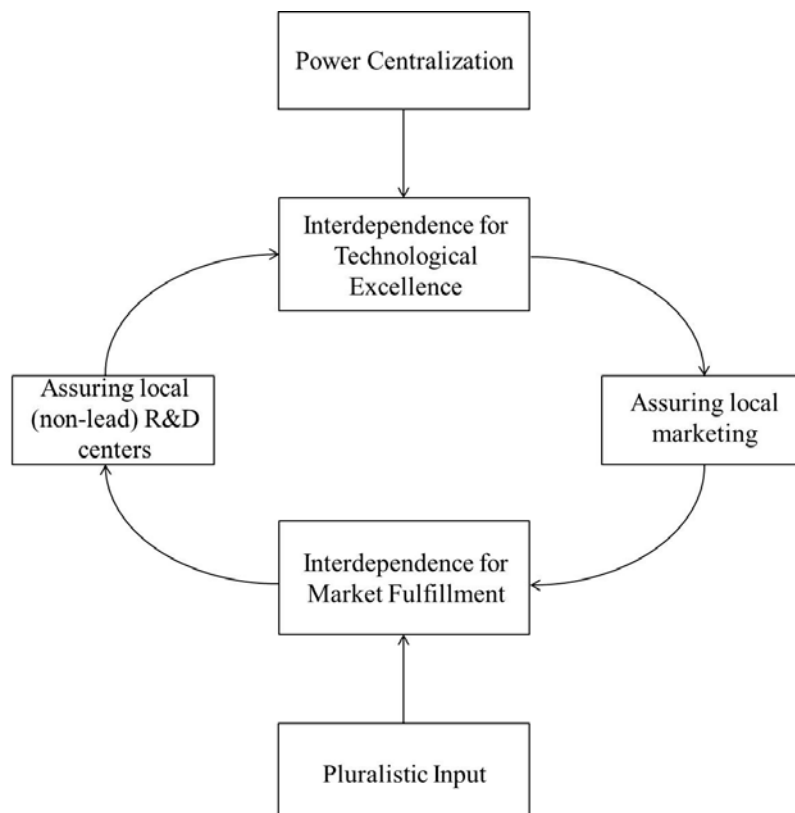 Power Centralization
Interdependence for
Technological
Excellence
Assuring local
(non-lead) R&D
centers
Assuring local
marketing
Interdependence for
Market Fulfillment
Pluralistic Input